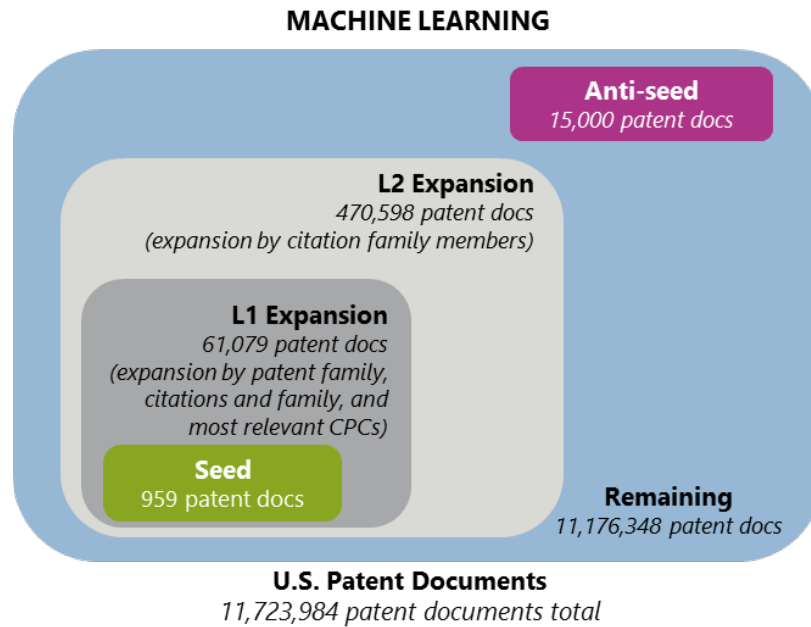 MACHINE LEARNING
Anti-seed
15,000 patent docs
L2 Expansion
470,598 patent docs
(expansion by citation family members)
L1 Expansion
61,079 patent docs
(expansion by patent family,
citations and family, and
most relevant CPCs)
Seed
959 patent docs
Remaining
11,176,348 patent docs
U.S. Patent Documents
11,723,984 patent documents total